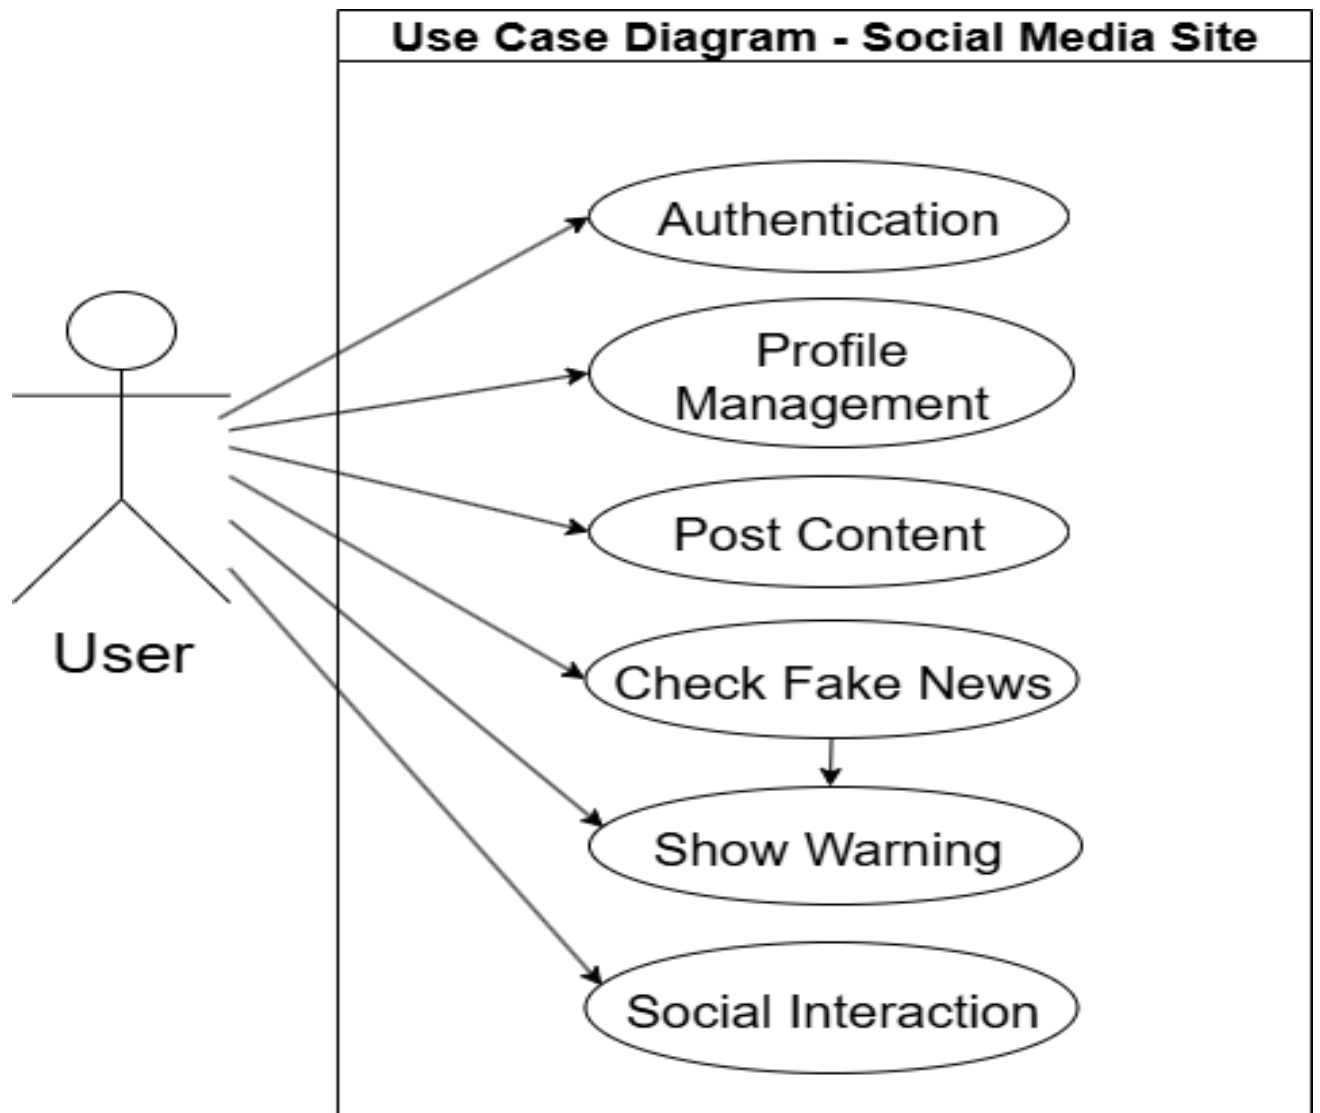 Use Case Diagram - Social Media Site
Authentication
Profile
Management
Post Content
Check Fake News
User
Show Warning
Social Interaction